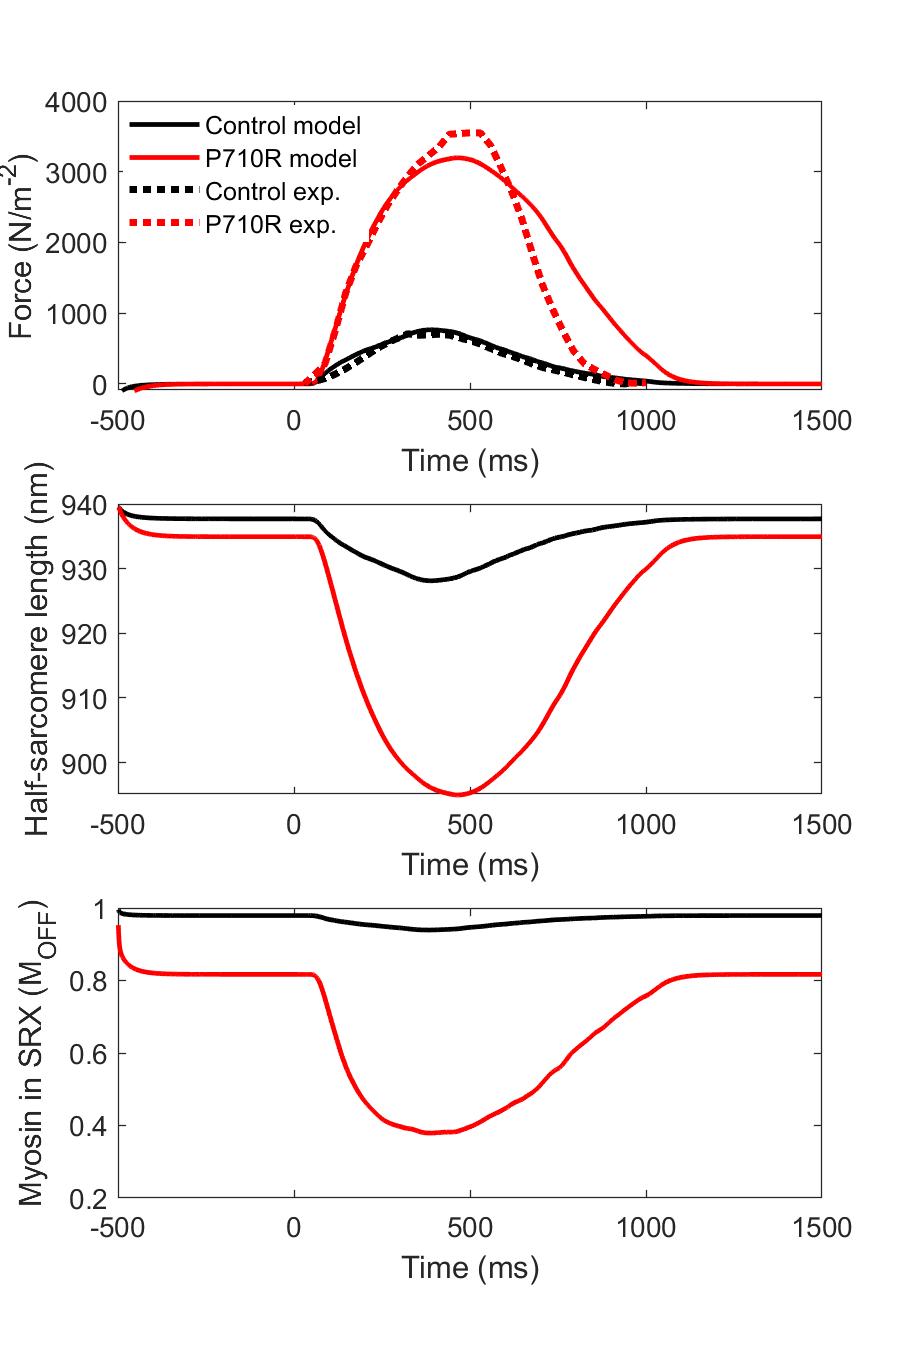 4000
3000
2000
1000
0
Force (N/m-2)
Control model
P710R model
Control exp.
P710R exp.
-500 0 500 1000 1500
Time (ms)
940
930
920
910
900
Half-sarcomere length (nm)
-500 0 500 1000 1500
Time (ms)
1
0.8
0.6
0.4
0.2
Myosin in SRX (MOFF)
-500 0 500 1000 1500
Time (ms)